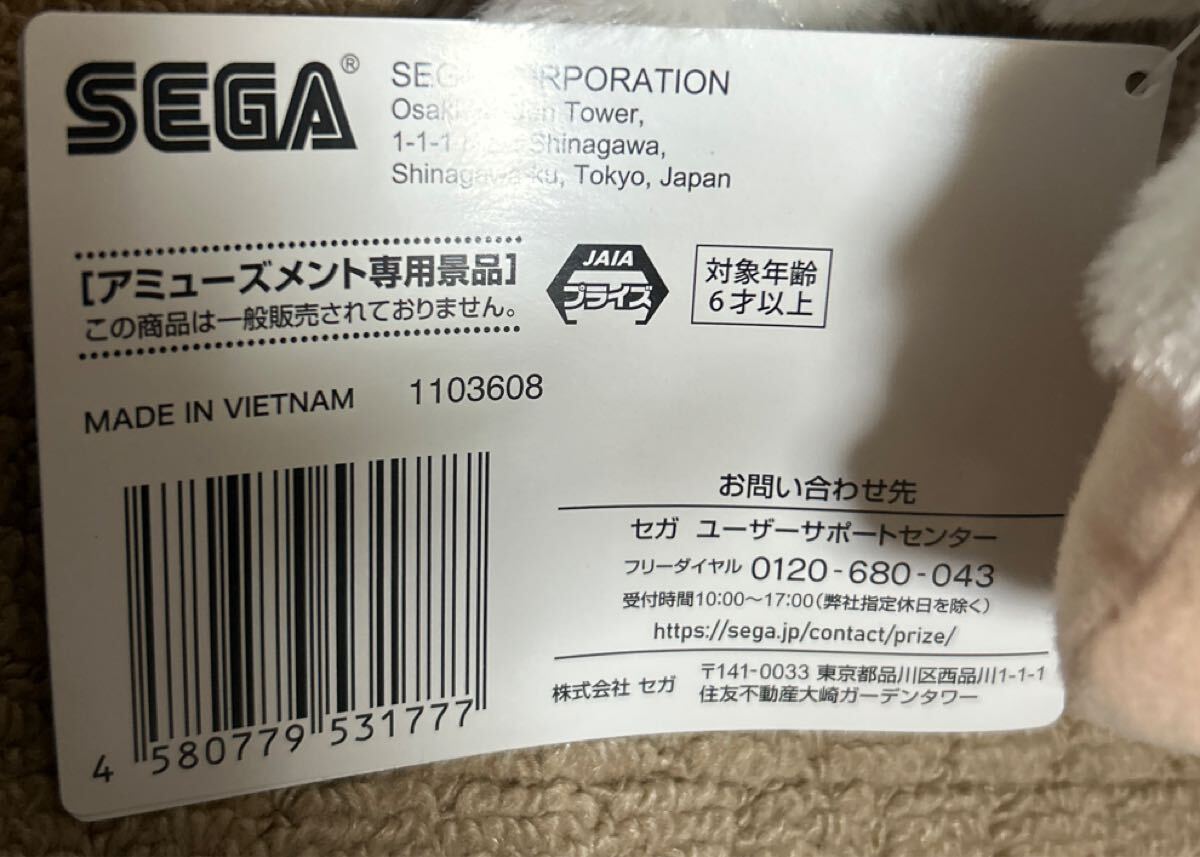 SEGA®
SEGA CORPORATION
Osaki Garden Tower,
1-1-1 Shinagawa,
Shinagawa-ku, Tokyo, Japan
[アミューズメント専用景品]
この商品は一般販売されておりません。
JAIA
プライズ
対象年齢
6才以上
MADE IN VIETNAM 1103608
4 580779 531777
お問い合わせ先
セガ ユーザーサポートセンター
フリーダイヤル 0120-680-043
受付時間10:00~17:00(弊社指定休日を除く)
https://sega.jp/contact/prize/
株式会社 セガ
〒141-0033 東京都品川区西品川1-1-1
住友不動産大崎ガーデンタワー